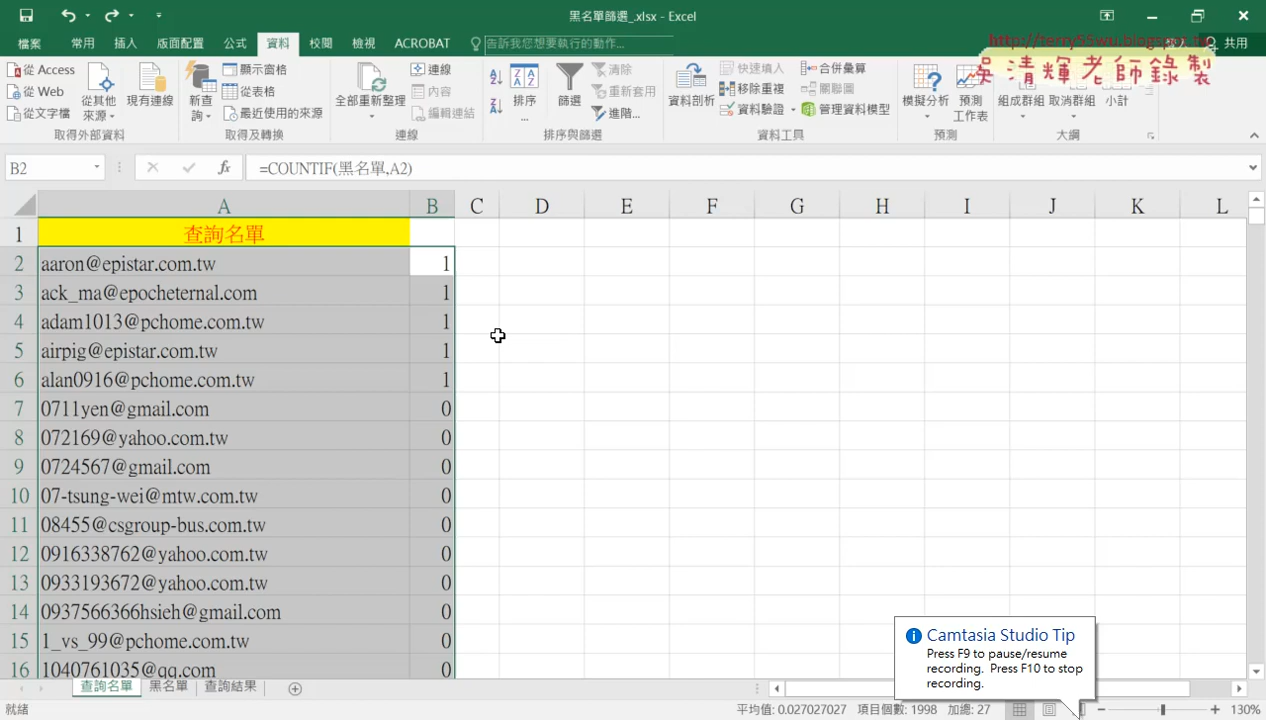 黑名單篩選_.xlsx - Excel
http://terry55wu.blogspot.tw
吳清輝老師錄製
檔案 常用 插入 版面配置 公式 資料 校閱 檢視 ACROBAT 告訴我您想要執行的動作... 共用
從 Access
從 Web
從文字檔
從其他來源
現有連線
取得外部資料
新查詢
顯示窗格
從表格
最近使用的來源
取得及轉換
全部重新整理
連線
內容
編輯連結
連線
排序...
篩選
清除
重新套用
進階...
排序與篩選
資料剖析
快速填入
移除重複
資料驗證
合併彙算
關聯圖
管理資料模型
資料工具
模擬分析
預測工作表
預測
組成群組
取消群組
小計
大綱
B2 fx =COUNTIF(黑名單,A2)
A B C D E F G H I J K L
1 查詢名單
2 aaron@epistar.com.tw 1
3 ack_ma@epocheternal.com 1
4 adam1013@pchome.com.tw 1
5 airpig@epistar.com.tw 1
6 alan0916@pchome.com.tw 1
7 0711yen@gmail.com 0
8 072169@yahoo.com.tw 0
9 0724567@gmail.com 0
10 07-tsung-wei@mtw.com.tw 0
11 08455@csgroup-bus.com.tw 0
12 0916338762@yahoo.com.tw 0
13 0933193672@yahoo.com.tw 0
14 0937566366hsieh@gmail.com 0
15 1_vs_99@pchome.com.tw 0
16 1040761035@qq.com 0
Camtasia Studio Tip
Press F9 to pause/resume
recording. Press F10 to stop
recording.
查詢名單 黑名單 查詢結果
就緒 平均值: 0.027027027 項目個數: 1998 加總: 27 130%